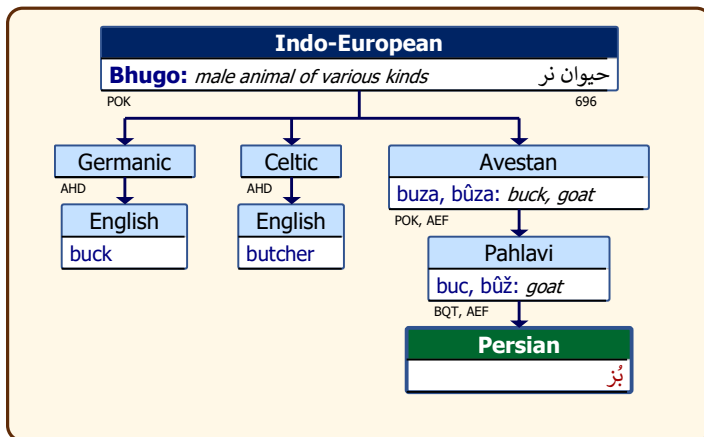 Indo-European
Bhugo: male animal of various kinds حیوان نر
POK 696
Germanic Celtic Avestan
AHD AHD buza, bûza: buck, goat
English English POK, AEF
buck butcher Pahlavi
buc, bûž: goat
BQT, AEF
Persian
بُز